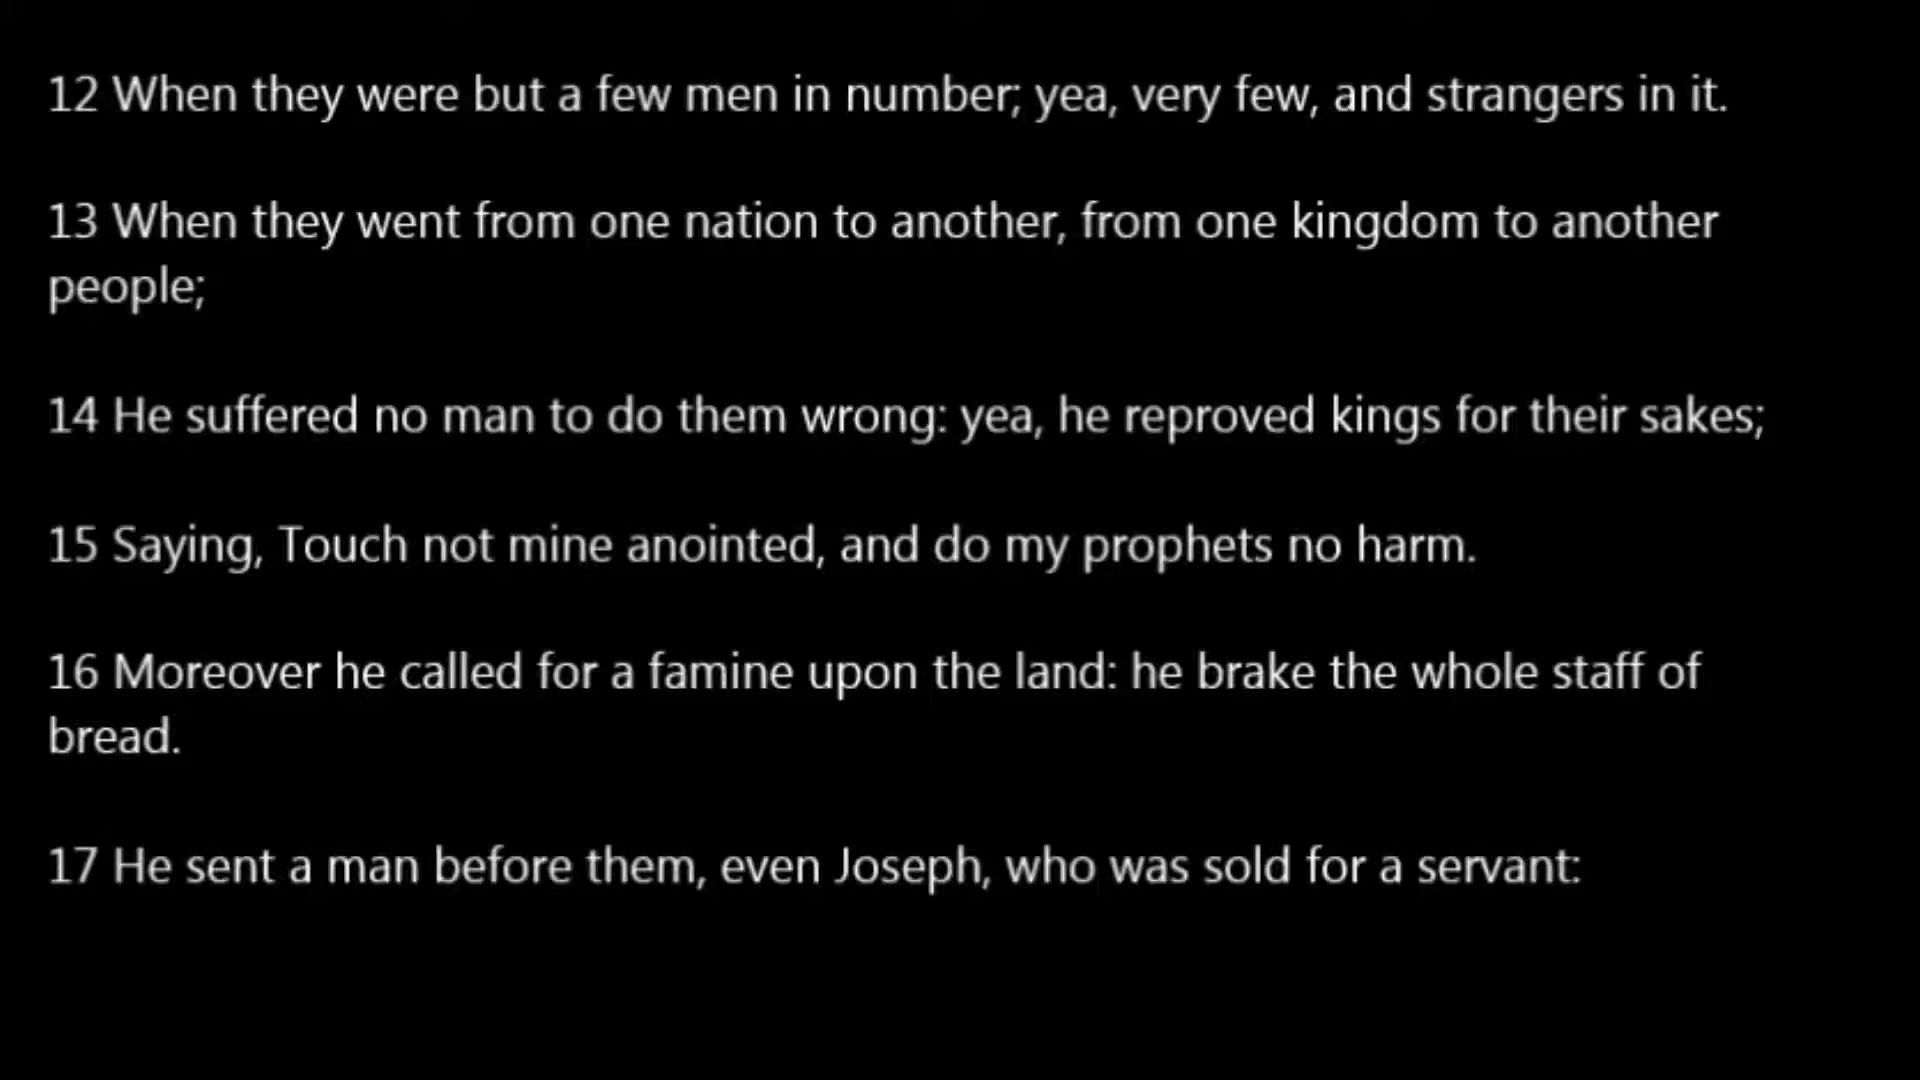 12 When they were but a few men in number; yea, very few, and strangers in it.
13 When they went from one nation to another, from one kingdom to another
people;
14 He suffered no man to do them wrong: yea, he reproved kings for their sakes;
15 Saying, Touch not mine anointed, and do my prophets no harm.
16 Moreover he called for a famine upon the land: he brake the whole staff of
bread.
17 He sent a man before them, even Joseph, who was sold for a servant: